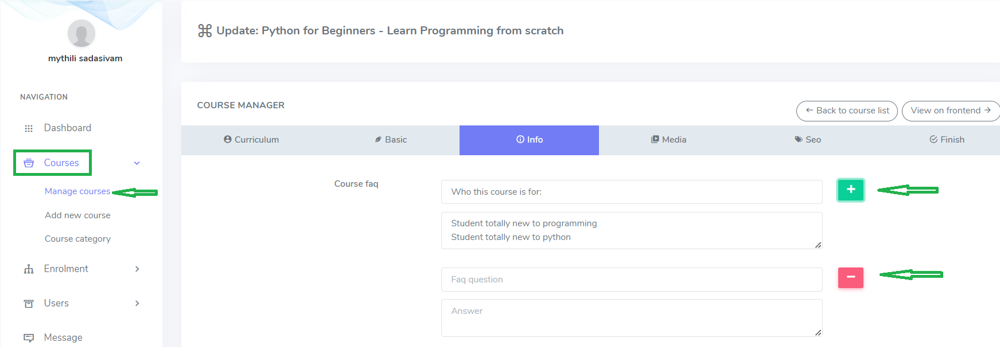 mythili sadasivam
NAVIGATION
Dashboard
Courses
Manage courses
Add new course
Course category
Enrolment
Users
Message
Update: Python for Beginners - Learn Programming from scratch
COURSE MANAGER
Back to course list
View on frontend
Curriculum
Basic
Info
Media
Seo
Finish
Course faq
Who this course is for:
Student totally new to programming
Student totally new to python
Faq question
Answer